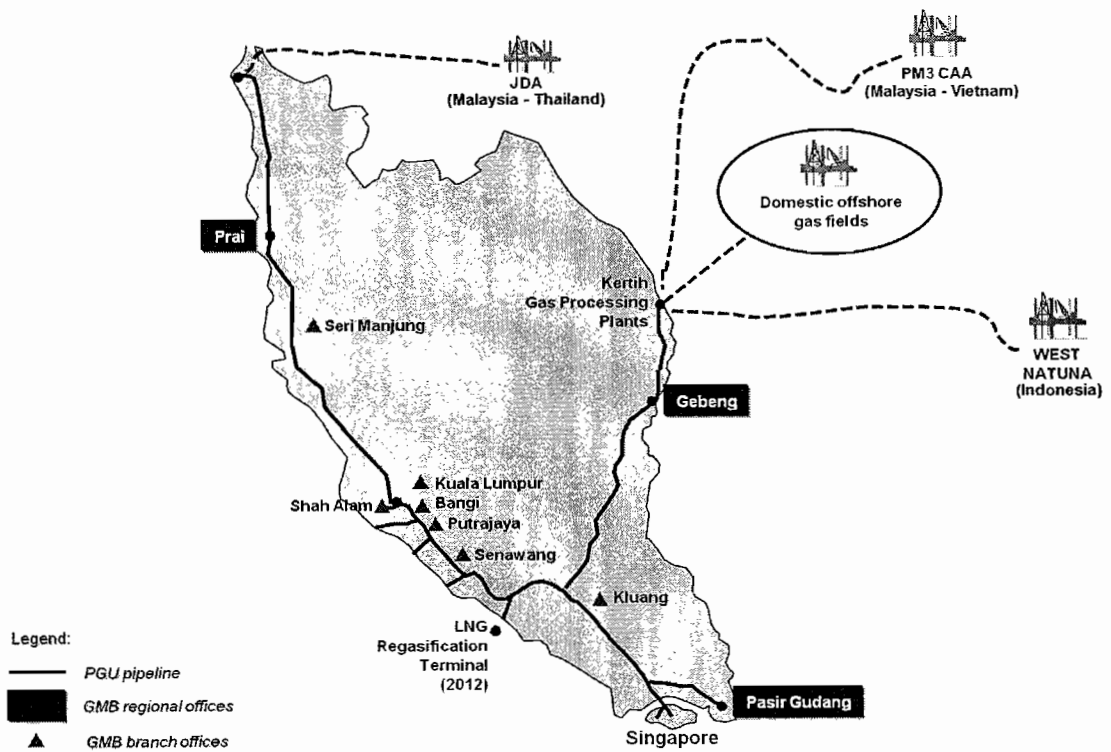 JDA
(Malaysia - Thailand)
PM3 CAA
(Malaysia - Vietnam)
Domestic offshore
gas fields
Prai
Kertih
Gas Processing
Plants
Seri Manjung
WEST
NATUNA
(Indonesia)
Gebeng
Kuala Lumpur
Shah Alam
Bangi
Putrajaya
Senawang
Kluang
LNG
Regasification
Terminal
(2012)
Pasir Gudang
Singapore
Legend:
PGU pipeline
GMB regional offices
GMB branch offices